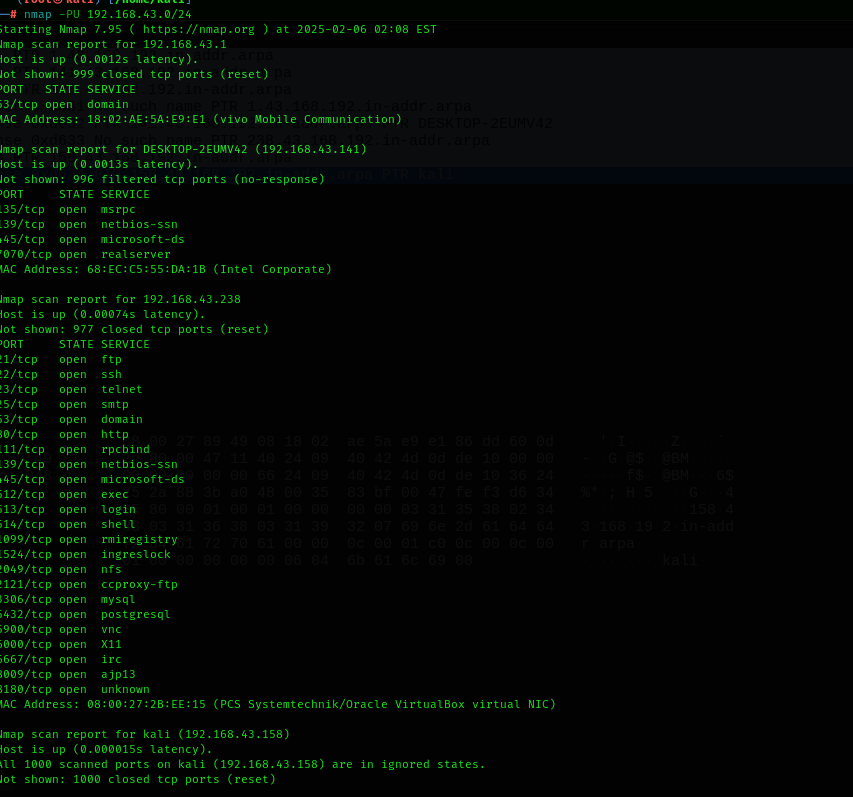 (root㉿kali) [/home/kali]
─# nmap -PU 192.168.43.0/24
Starting Nmap 7.95 ( https://nmap.org ) at 2025-02-06 02:08 EST
Nmap scan report for 192.168.43.1
Host is up (0.0012s latency).
Not shown: 999 closed tcp ports (reset)
PORT   STATE SERVICE
53/tcp open  domain
MAC Address: 18:02:AE:5A:E9:E1 (vivo Mobile Communication)
Nmap scan report for DESKTOP-2EUMV42 (192.168.43.141)
Host is up (0.0013s latency).
Not shown: 996 filtered tcp ports (no-response)
PORT     STATE SERVICE
135/tcp  open  msrpc
139/tcp  open  netbios-ssn
445/tcp  open  microsoft-ds
7070/tcp open  realserver
MAC Address: 68:EC:C5:55:DA:1B (Intel Corporate)
Nmap scan report for 192.168.43.238
Host is up (0.00074s latency).
Not shown: 977 closed tcp ports (reset)
PORT     STATE SERVICE
21/tcp   open  ftp
22/tcp   open  ssh
23/tcp   open  telnet
25/tcp   open  smtp
53/tcp   open  domain
80/tcp   open  http
111/tcp  open  rpcbind
139/tcp  open  netbios-ssn
445/tcp  open  microsoft-ds
512/tcp  open  exec
513/tcp  open  login
514/tcp  open  shell
1099/tcp open  rmiregistry
1524/tcp open  ingreslock
2049/tcp open  nfs
2121/tcp open  ccproxy-ftp
3306/tcp open  mysql
5432/tcp open  postgresql
5900/tcp open  vnc
6000/tcp open  X11
6667/tcp open  irc
8009/tcp open  ajp13
8180/tcp open  unknown
MAC Address: 08:00:27:2B:EE:15 (PCS Systemtechnik/Oracle VirtualBox virtual NIC)
Nmap scan report for kali (192.168.43.158)
Host is up (0.000015s latency).
All 1000 scanned ports on kali (192.168.43.158) are in ignored states.
Not shown: 1000 closed tcp ports (reset)